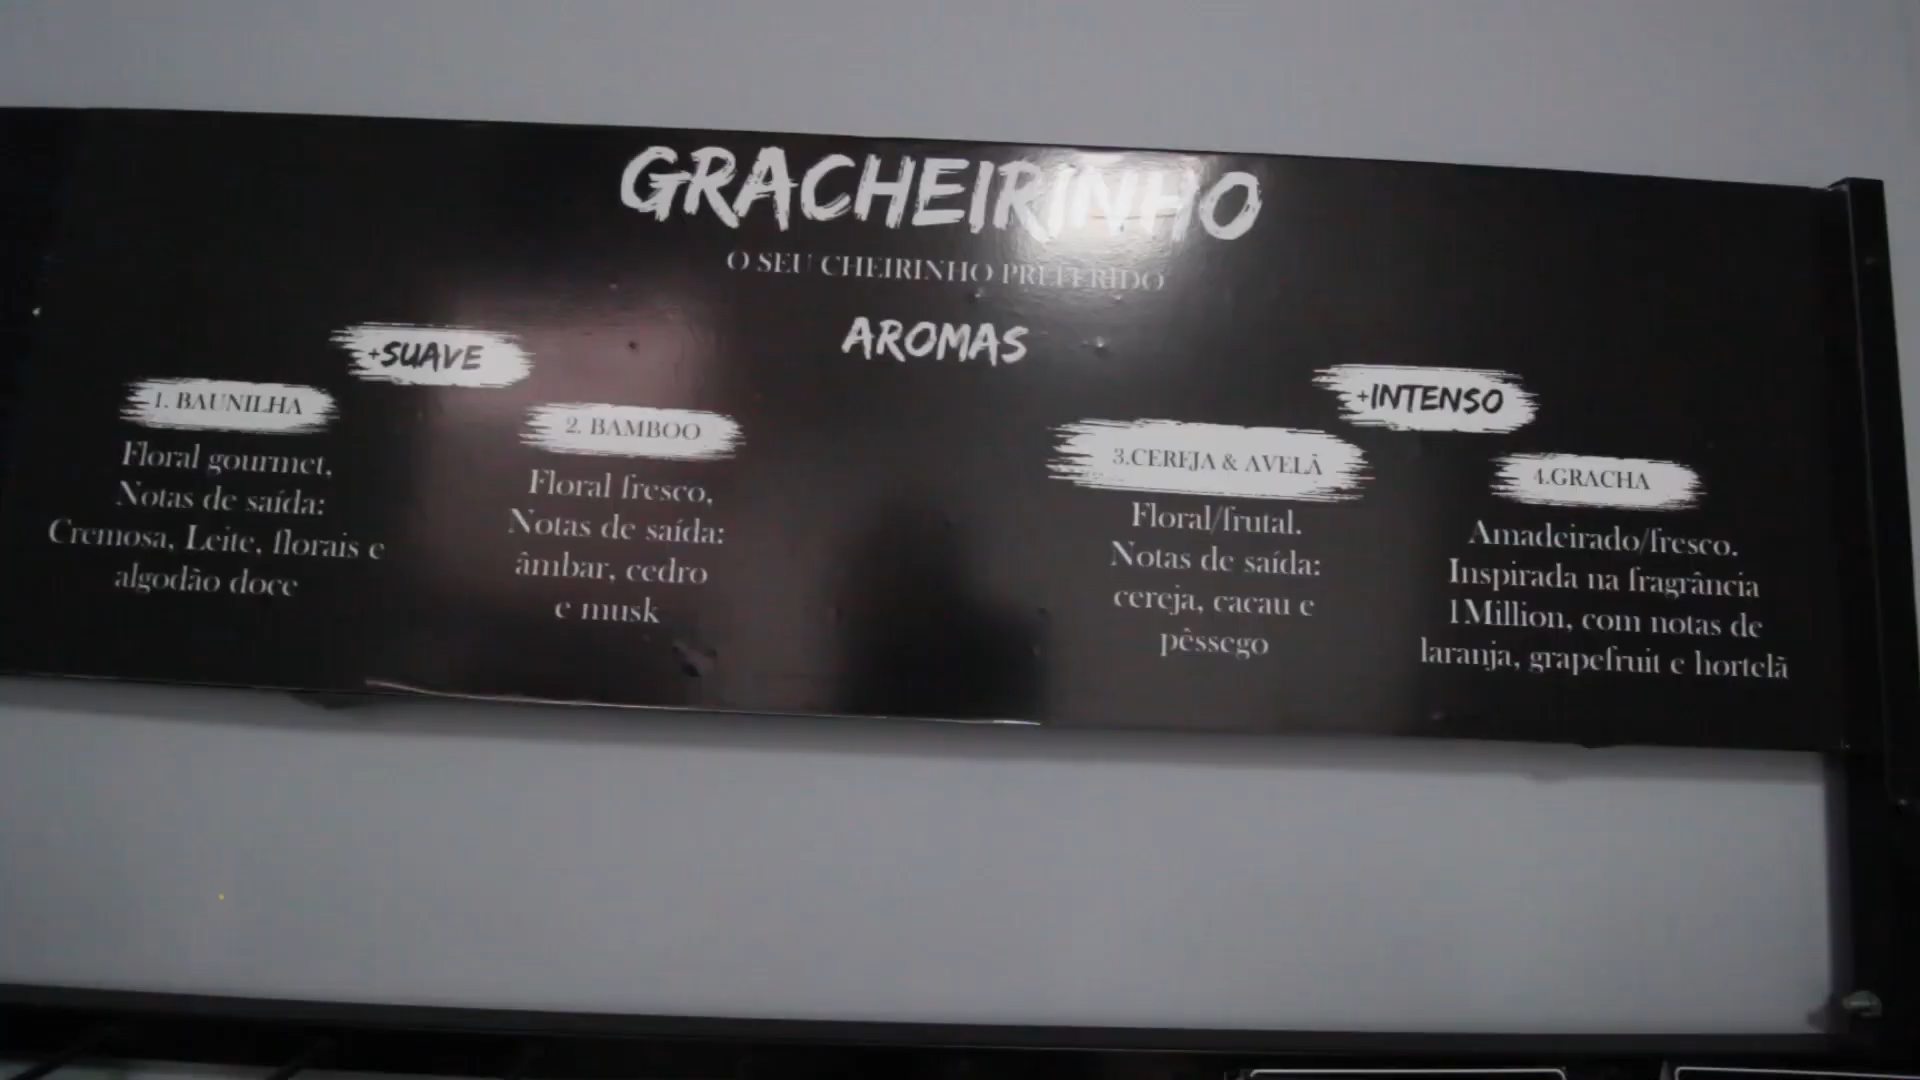 GRACHEIRINHO
O SEU CHEIRINHO PREFERIDO
AROMAS
+SUAVE
1. BAUNILHA
Floral gourmet,
Notas de saída:
Cremosa, Leite, florais e
algodão doce
2. BAMBOO
Floral fresco,
Notas de saída:
âmbar, cedro
e musk
+INTENSO
3.CEREJA & AVELÃ
Floral/frutal.
Notas de saída:
cereja, cacau e
pêssego
4.GRACHA
Amadeirado/fresco.
Inspirada na fragrância
1Million, com notas de
laranja, grapefruit e hortelã